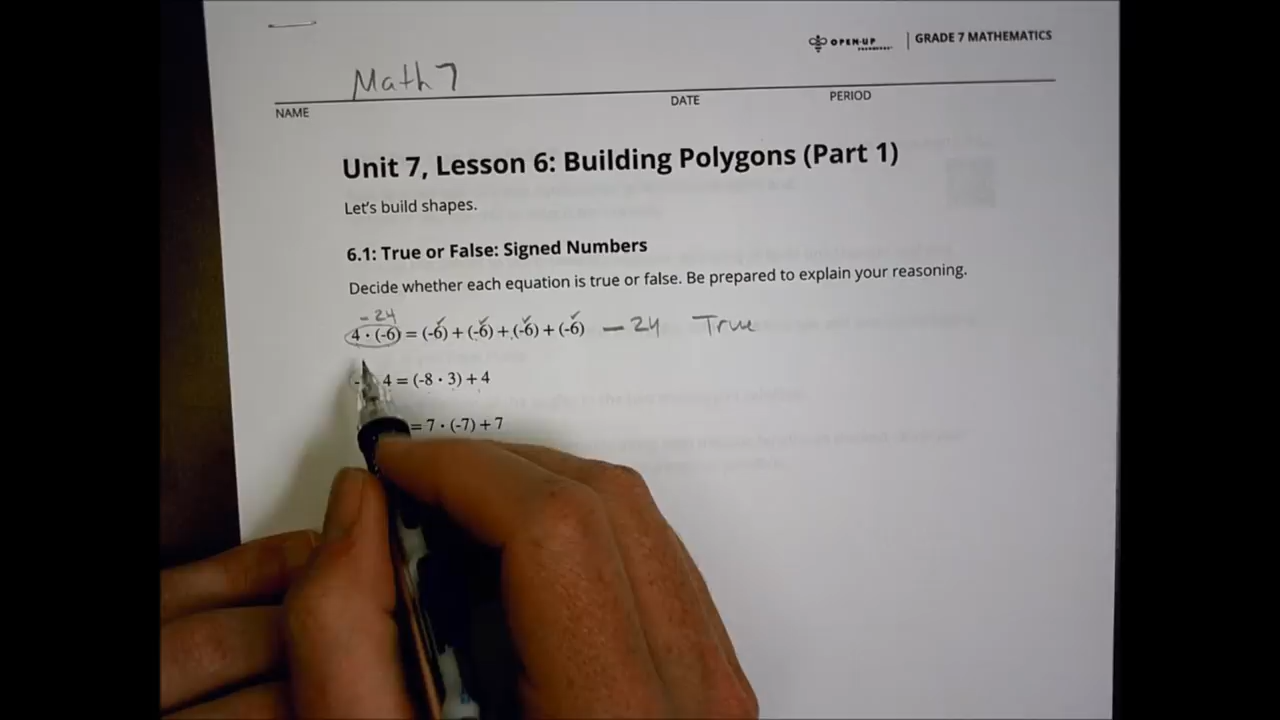 OPEN-UP | GRADE 7 MATHEMATICS
Math 7
NAME DATE PERIOD
Unit 7, Lesson 6: Building Polygons (Part 1)
Let's build shapes.
6.1: True or False: Signed Numbers
Decide whether each equation is true or false. Be prepared to explain your reasoning.
-24
4 · (-6) = (-6) + (-6) + (-6) + (-6) - 24 True
4 = (-8 · 3) + 4
= 7 · (-7) + 7